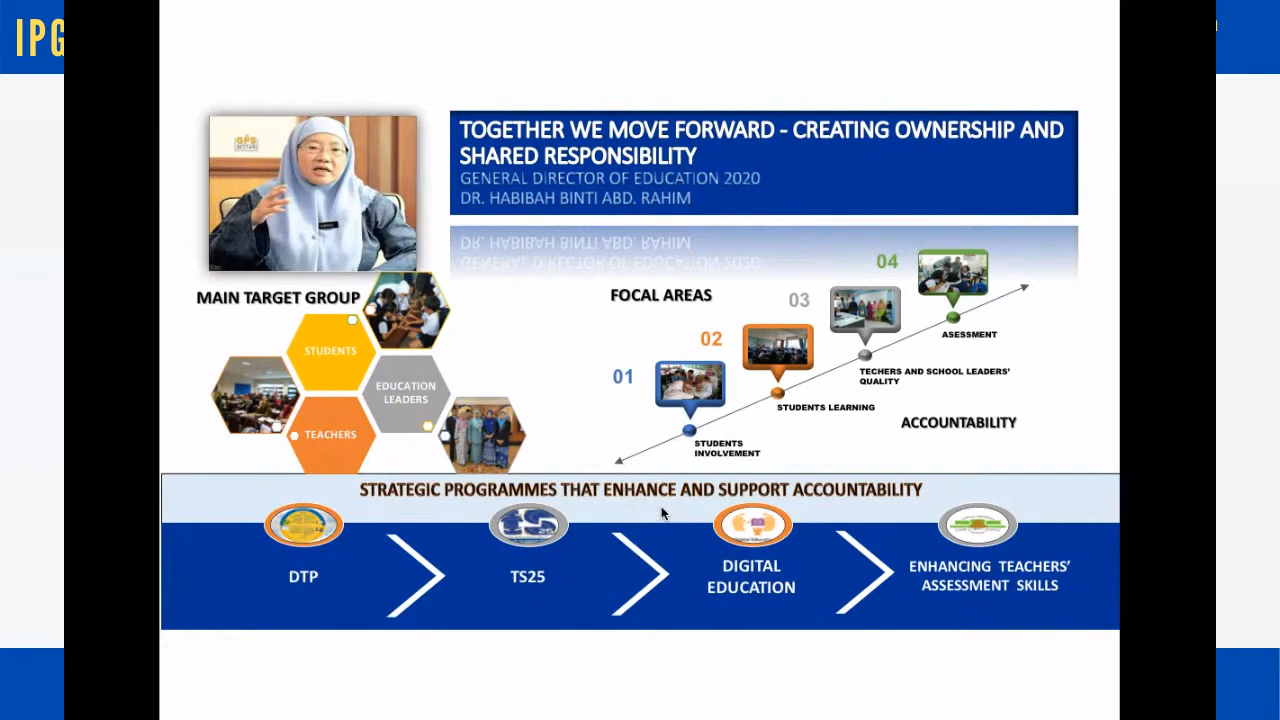 IPG
GPS
TOGETHER WE MOVE FORWARD - CREATING OWNERSHIP AND
SHARED RESPONSIBILITY
GENERAL DIRECTOR OF EDUCATION 2020
DR. HABIBAH BINTI ABD. RAHIM
MAIN TARGET GROUP
STUDENTS
EDUCATION
LEADERS
TEACHERS
FOCAL AREAS
01
STUDENTS
INVOLVEMENT
02
STUDENTS LEARNING
03
TECHERS AND SCHOOL LEADERS'
QUALITY
04
ASESSMENT
ACCOUNTABILITY
STRATEGIC PROGRAMMES THAT ENHANCE AND SUPPORT ACCOUNTABILITY
DTP
TS25
DIGITAL
EDUCATION
ENHANCING TEACHERS'
ASSESSMENT SKILLS